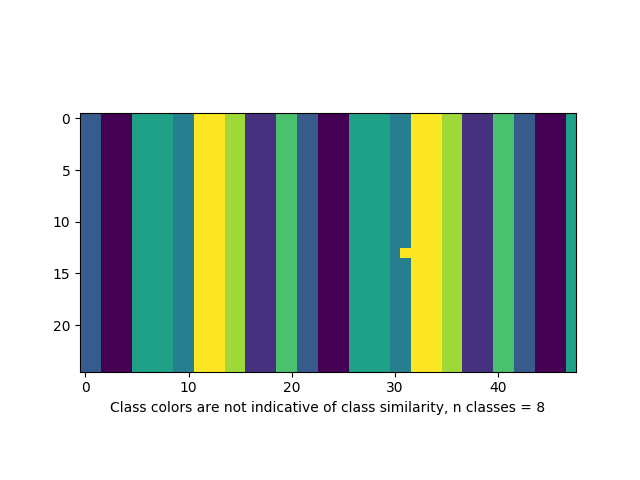 0
5
10
15
20
0 10 20 30 40
Class colors are not indicative of class similarity, n classes = 8